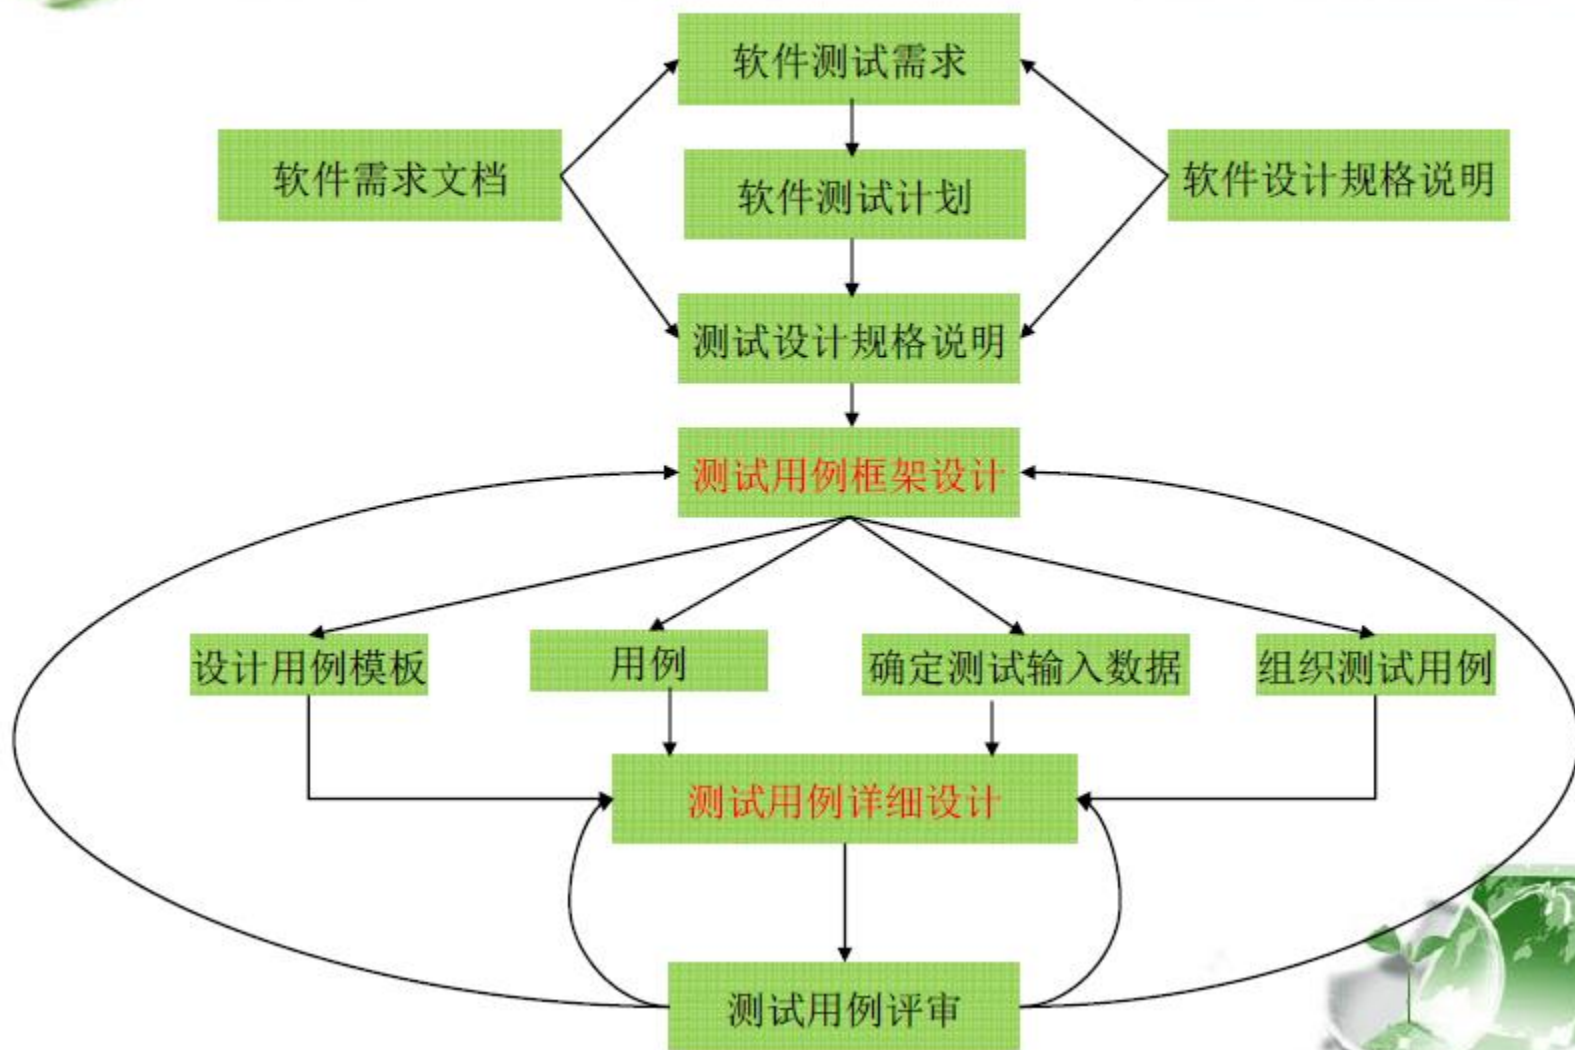 软件测试需求
软件需求文档
软件测试计划
软件设计规格说明
测试设计规格说明
测试用例框架设计
设计用例模板
用例
确定测试输入数据
组织测试用例
测试用例详细设计
测试用例评审